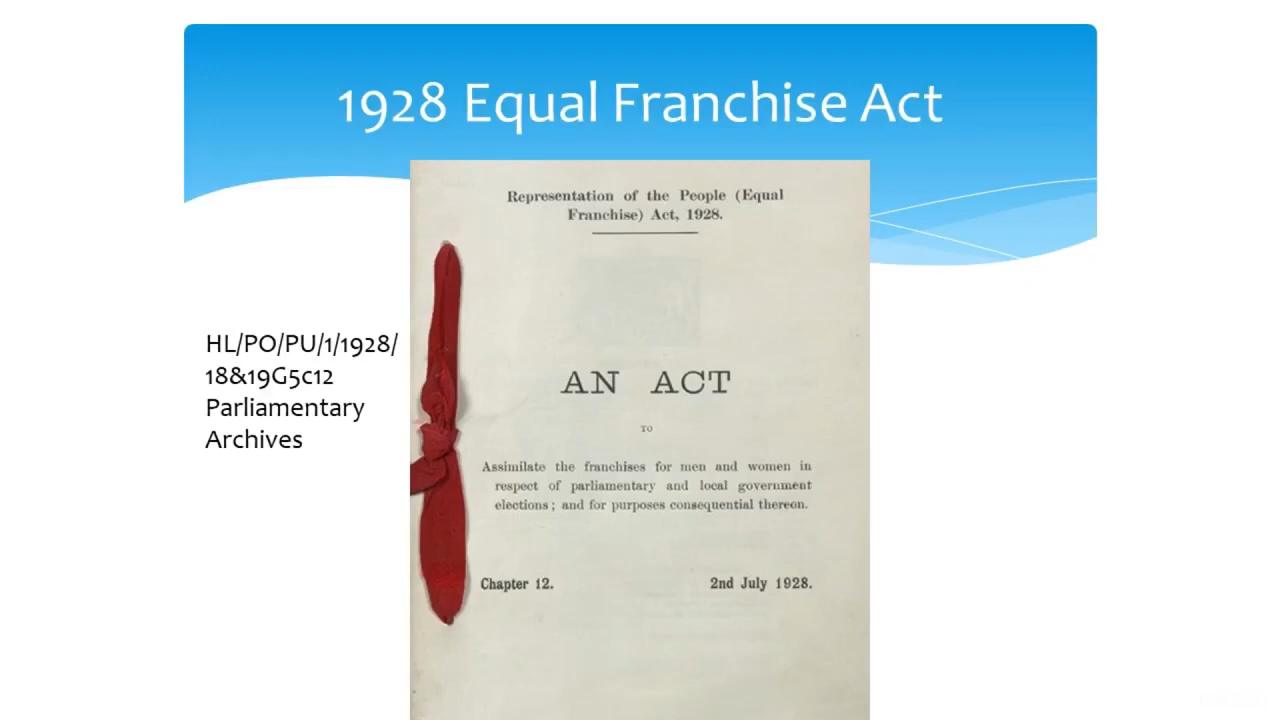 1928 Equal Franchise Act
Representation of the People (Equal
Franchise) Act, 1928.
HL/PO/PU/1/1928/
18&19G5c12
Parliamentary
Archives
AN ACT
TO
Assimilate the franchises for men and women in
respect of parliamentary and local government
elections; and for purposes consequential thereon.
Chapter 12.
2nd July 1928.